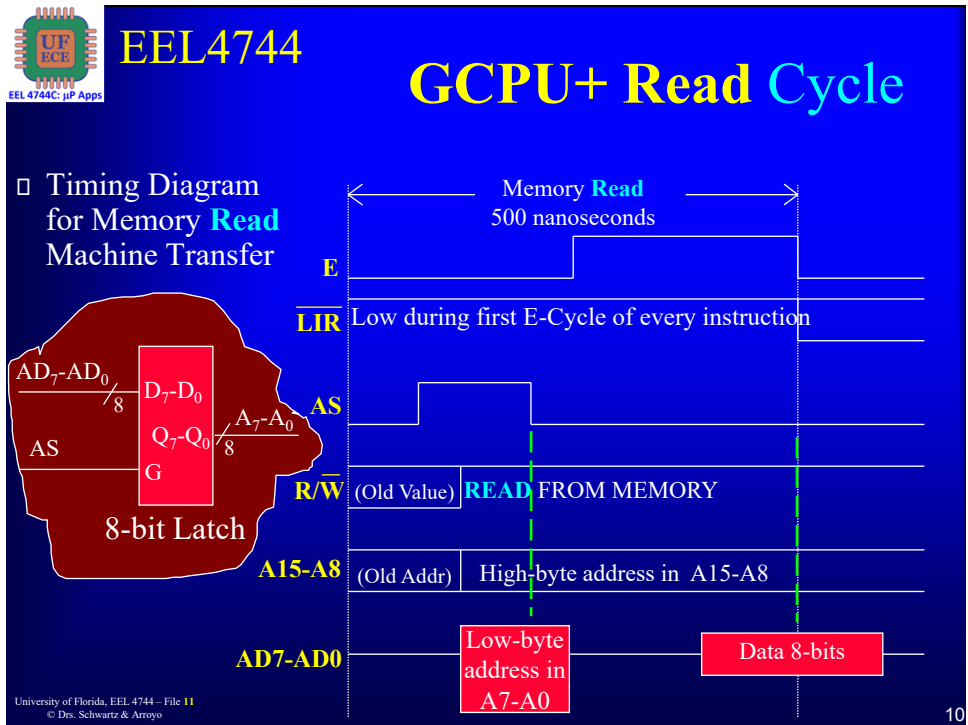 UF
ECE
EEL 4744C: µP Apps
EEL4744
GCPU+ Read Cycle
Timing Diagram
for Memory Read
Machine Transfer
Memory Read
500 nanoseconds
E
LIR
Low during first E-Cycle of every instruction
AD7-AD0
8
D7-D0
AS
Q7-Q0
A7-A0
8
G
8-bit Latch
AS
R/W
(Old Value)
READ FROM MEMORY
A15-A8
(Old Addr)
High-byte address in A15-A8
AD7-AD0
Low-byte
address in
A7-A0
Data 8-bits
University of Florida, EEL 4744 – File 11
© Drs. Schwartz & Arroyo
10